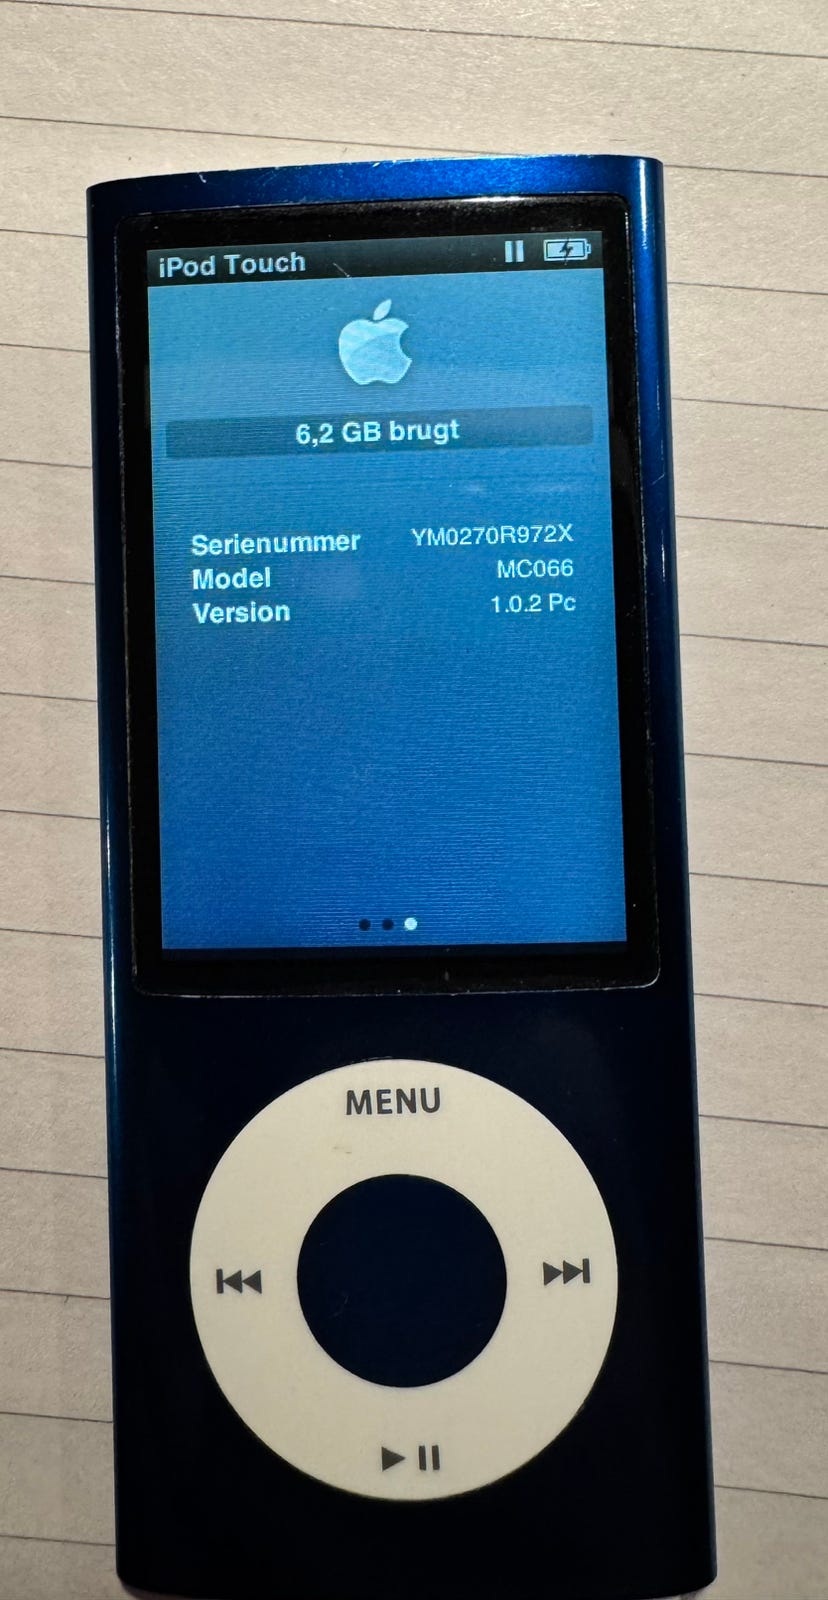 iPod Touch
6,2 GB brugt
Serienummer YM0270R972X
Model MC066
Version 1.0.2 Pc
MENU